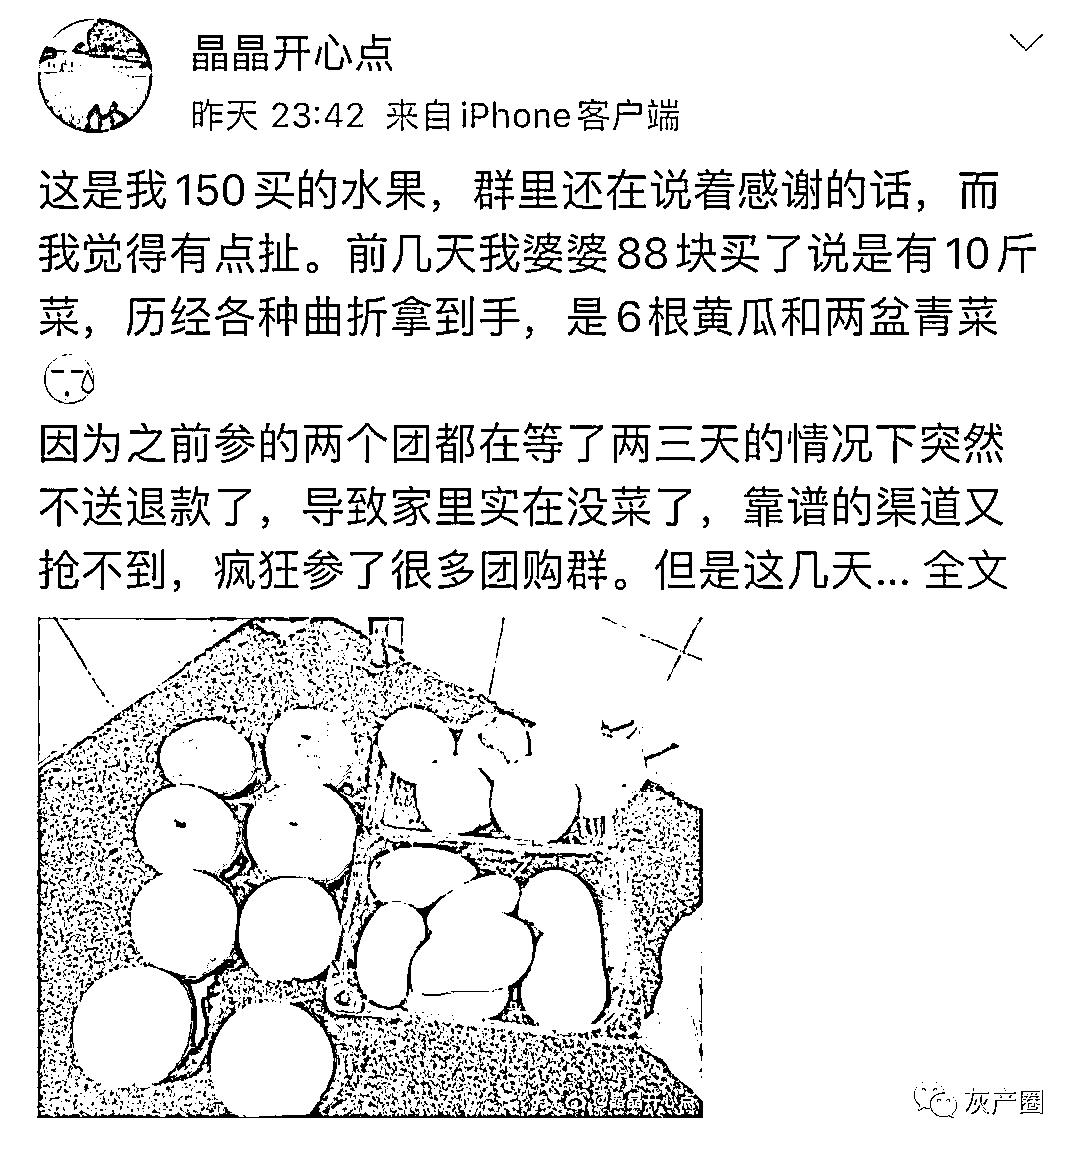 晶晶开心点
昨天 23:42 来自iPhone客户端
这是我150买的水果，群里还在说着感谢的话，而
我觉得有点扯。前几天我婆婆88块买了说是有10斤
菜，历经各种曲折拿到手，是6根黄瓜和两盆青菜
因为之前参的两个团都在等了两三天的情况下突然
不送退款了，导致家里实在没菜了，靠谱的渠道又
抢不到，疯狂参了很多团购群。但是这几天... 全文
@晶晶开心点
灰产圈